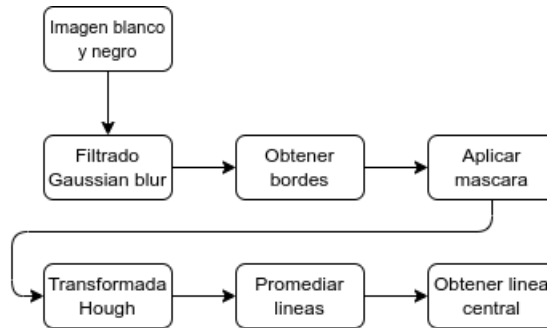 Imagen blanco
y negro
Filtrado
Gaussian blur
Obtener
bordes
Aplicar
mascara
Transformada
Hough
Promediar
lineas
Obtener linea
central